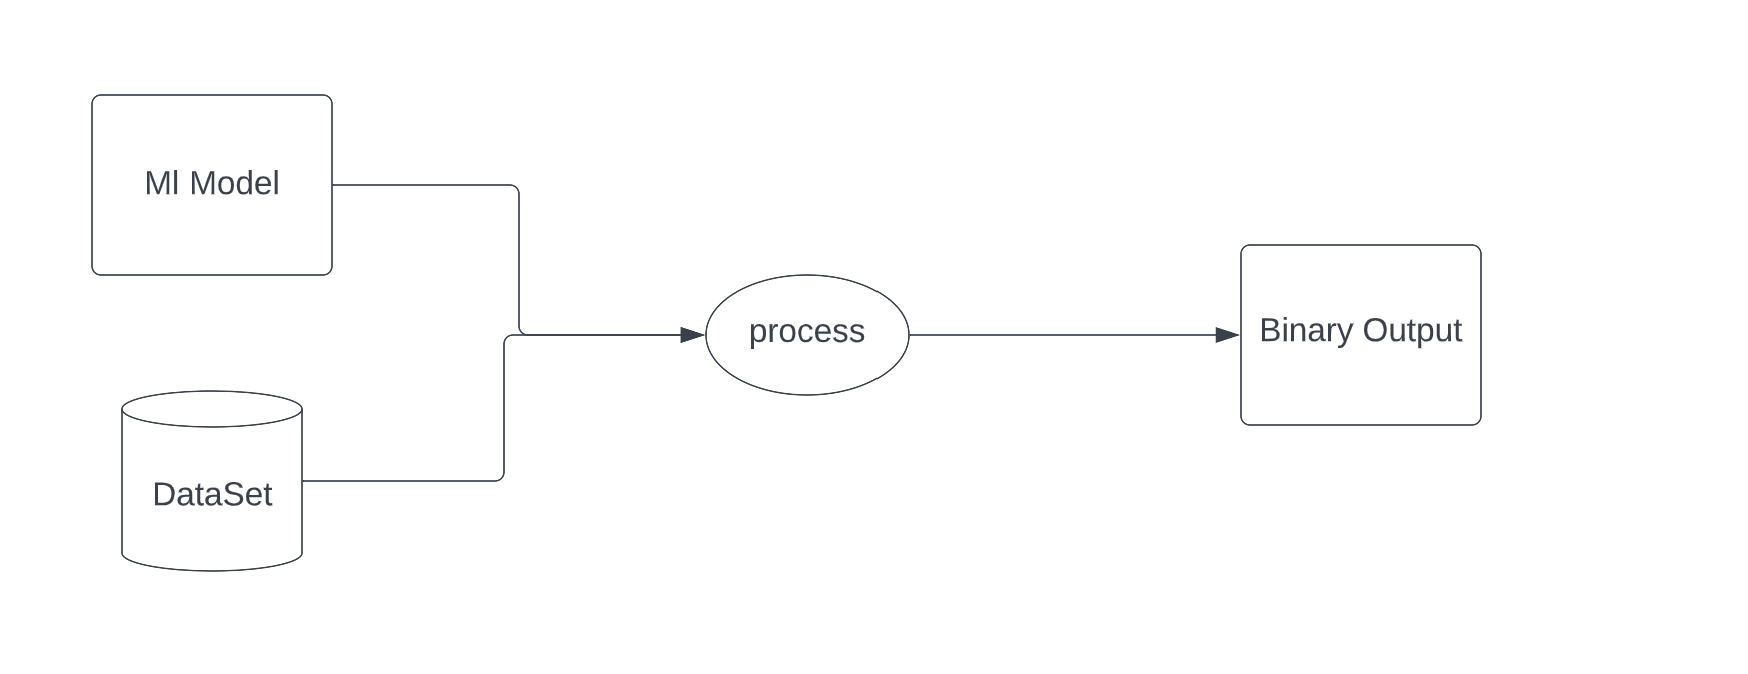 Ml Model
process
Binary Output
DataSet